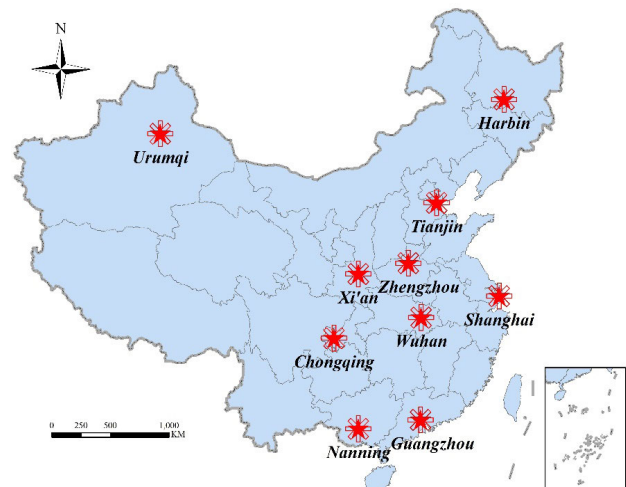 N
Harbin
Urumqi
Tianjin
Zhengzhou
Xi'an
Shanghai
Wuhan
Chongqing
Guangzhou
Nanning
0 250 500 1,000
KM